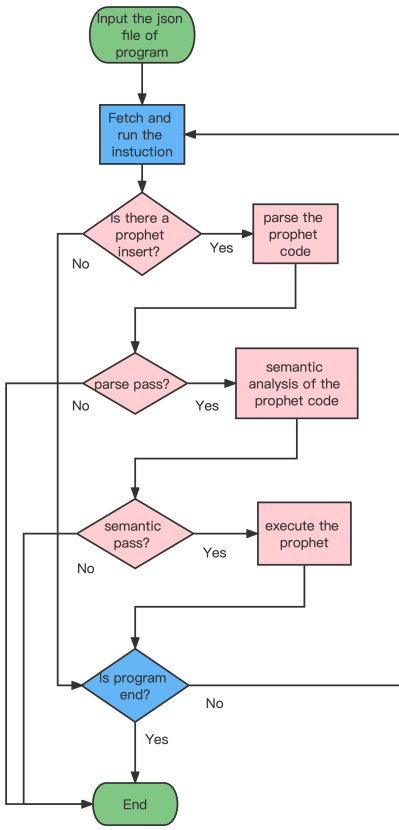 Input the json
file of
program
Fetch and
run the
instuction
Is there a
prophet
insert?
Yes
No
parse the
prophet
code
parse pass?
No
Yes
semantic
analysis of the
prophet code
semantic
pass?
Yes
No
execute the
prophet
Is program
end?
No
Yes
End